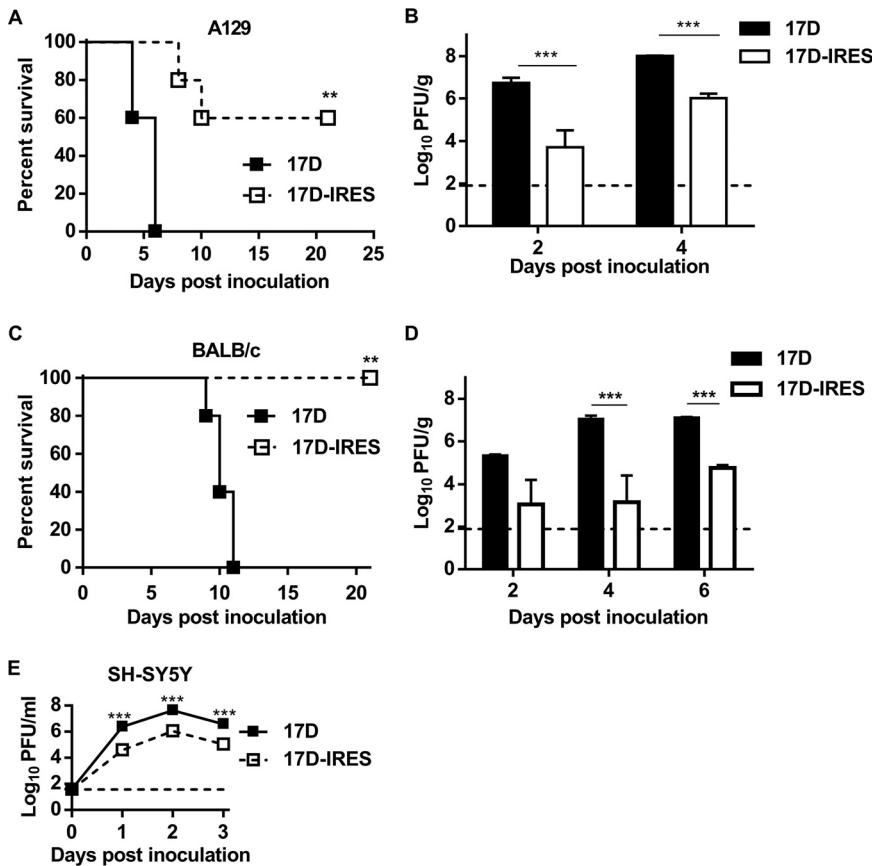 A
A129
100
80
60
40
20
0
Percent survival
**
17D
17D-IRES
0 5 10 15 20 25
Days post inoculation
B
17D
17D-IRES
8
6
4
2
0
Log10 PFU/g
*** ***
2 4
Days post inoculation
C
BALB/c
100
80
60
40
20
0
Percent survival
**
17D
17D-IRES
0 5 10 15 20
Days post inoculation
D
17D
17D-IRES
8
6
4
2
0
Log10 PFU/g
*** ***
2 4 6
Days post inoculation
E
SH-SY5Y
8
6
4
2
0
Log10 PFU/ml
*** *** ***
17D
17D-IRES
0 1 2 3
Days post inoculation